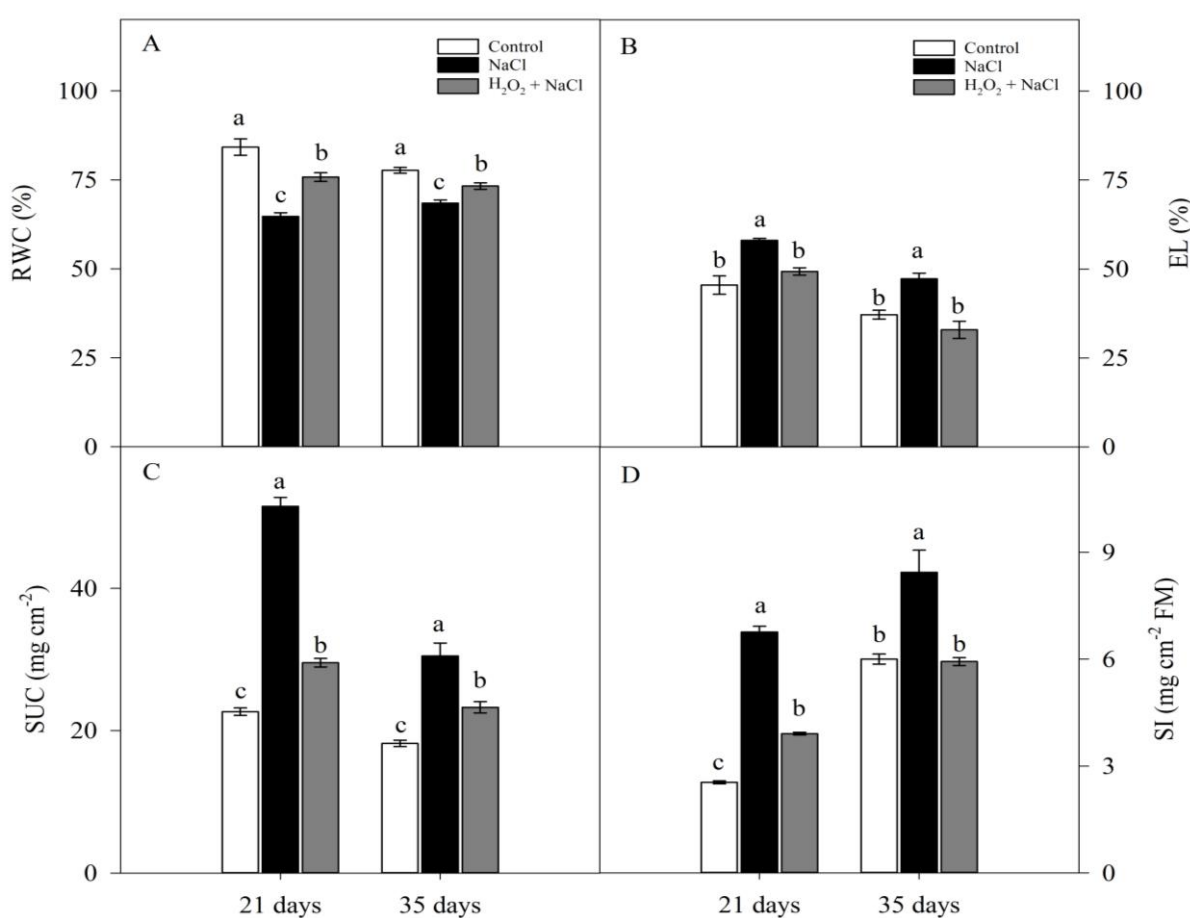 A
Control
NaCl
H₂O₂ + NaCl
B
Control
NaCl
H₂O₂ + NaCl
RWC (%)
100
75
50
25
0
a
c
b
a
c
b
b
a
b
b
a
b
100
75
50
25
0
EL (%)
C
D
SUC (mg cm⁻²)
40
20
0
c
a
b
c
a
b
c
a
b
b
a
b
9
6
3
0
SI (mg cm⁻² FM)
21 days
35 days
21 days
35 days